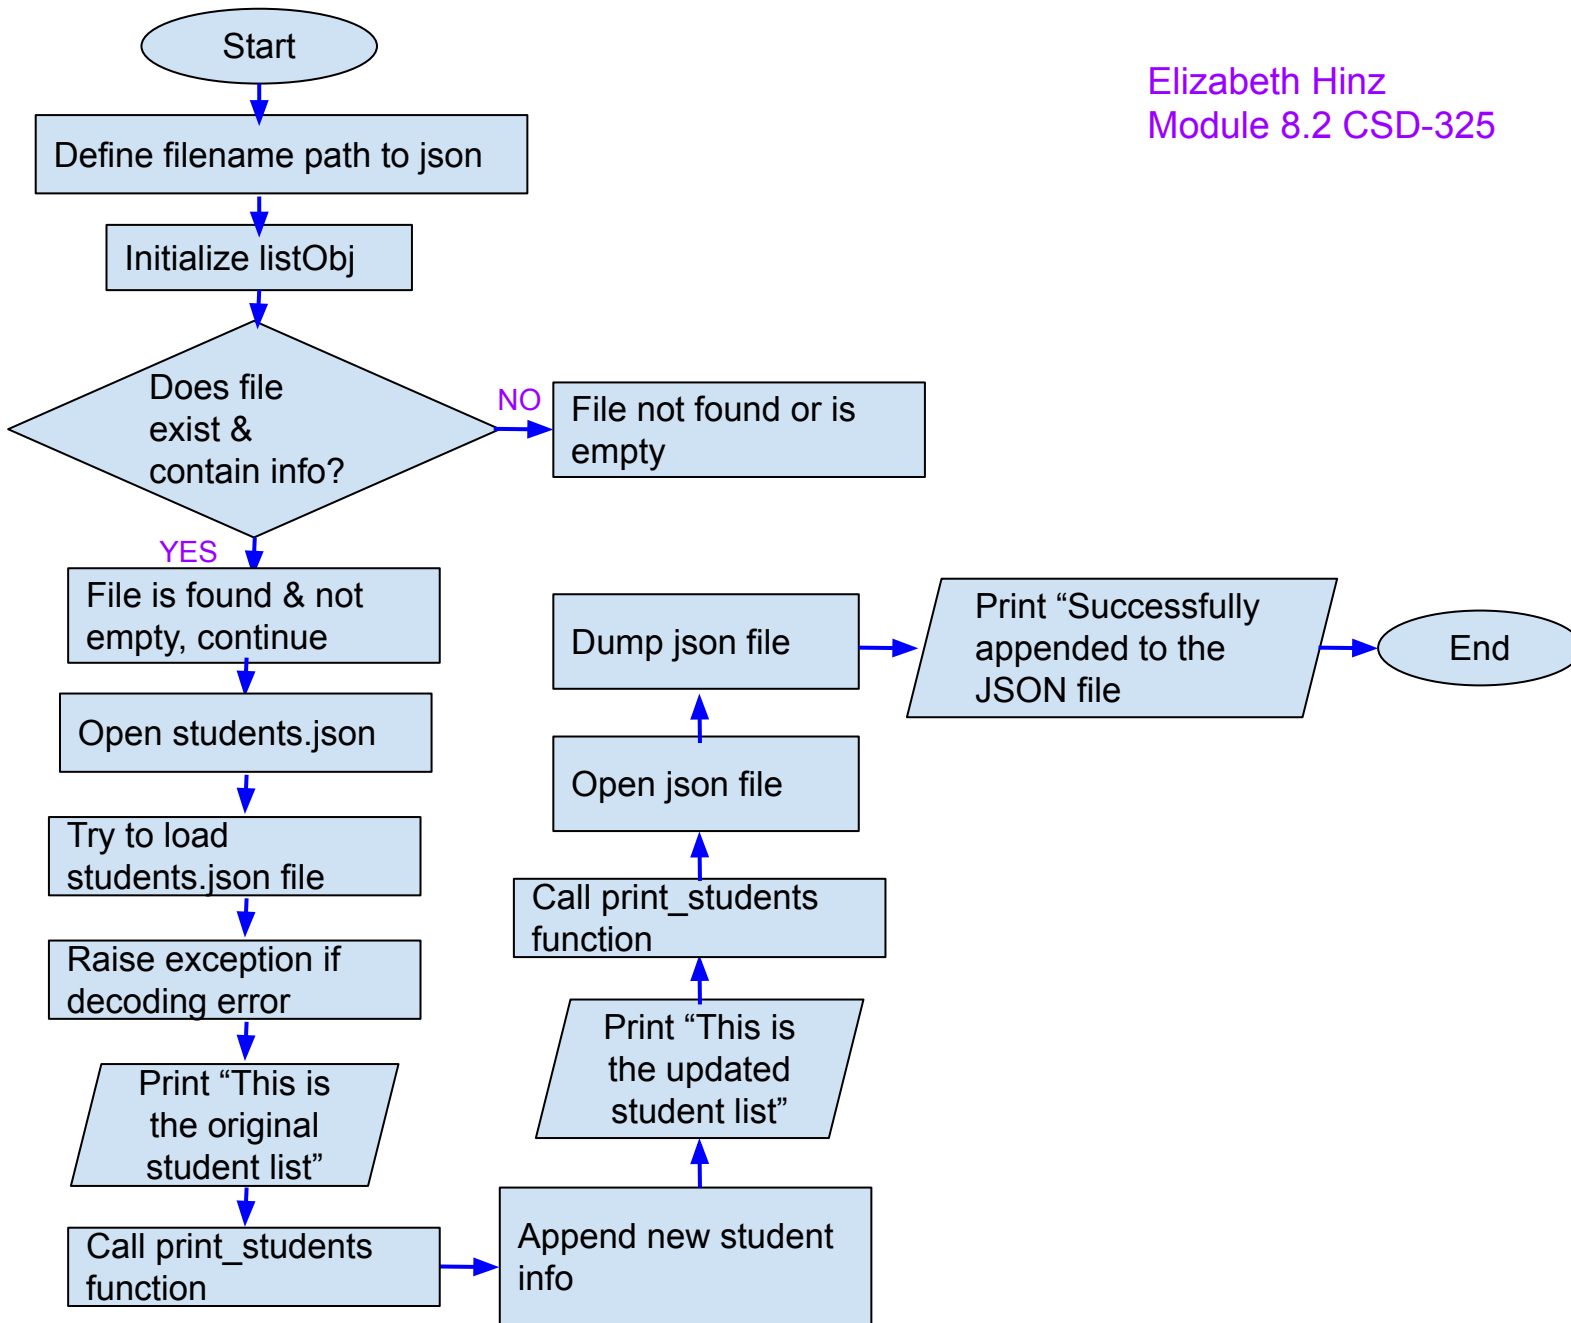 Start
Elizabeth Hinz
Module 8.2 CSD-325
Define filename path to json
Initialize listObj
Does file
exist &
contain info?
NO
File not found or is
empty
YES
File is found & not
empty, continue
Open students.json
Try to load
students.json file
Raise exception if
decoding error
Print “This is
the original
student list”
Call print_students
function
Append new student
info
Print “This is
the updated
student list”
Call print_students
function
Open json file
Dump json file
Print “Successfully
appended to the
JSON file
End